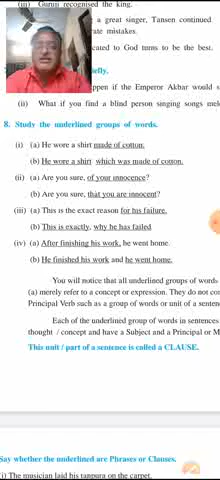 (ii) Guruji recognised the king.
a great singer, Tansen continued
rate mistakes.
cated to God turns to be the best.
iefly.
ppen if the Emperor Akbar would s
(ii) What if you find a blind person singing songs mel
8. Study the underlined groups of words.
(i) (a) He wore a shirt made of cotton.
(b) He wore a shirt which was made of cotton.
(ii) (a) Are you sure, of your innocence?
(b) Are you sure, that you are innocent?
(iii) (a) This is the exact reason for his failure.
(b) This is exactly, why he has failed
(iv) (a) After finishing his work, he went home.
(b) He finished his work and he went home.
You will notice that all underlined groups of words
(a) merely refer to a concept or expression. They do not con
Principal Verb such as a group of words or unit of a senten
Each of the underlined group of words in sentences
thought / concept and have a Subject and a Principal or M
This unit / part of a sentence is called a CLAUSE.
Say whether the underlined are Phrases or Clauses.
(i) The musician laid his tanpura on the carpet.